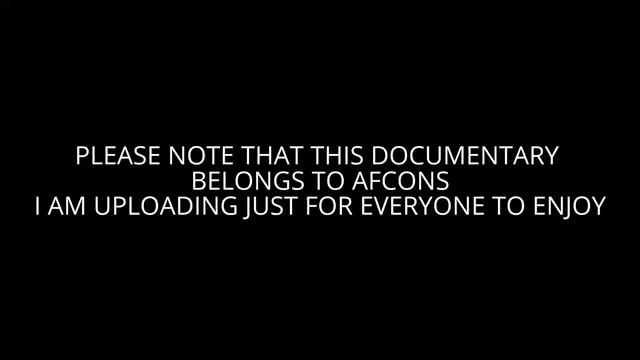 PLEASE NOTE THAT THIS DOCUMENTARY
BELONGS TO AFCONS
I AM UPLOADING JUST FOR EVERYONE TO ENJOY